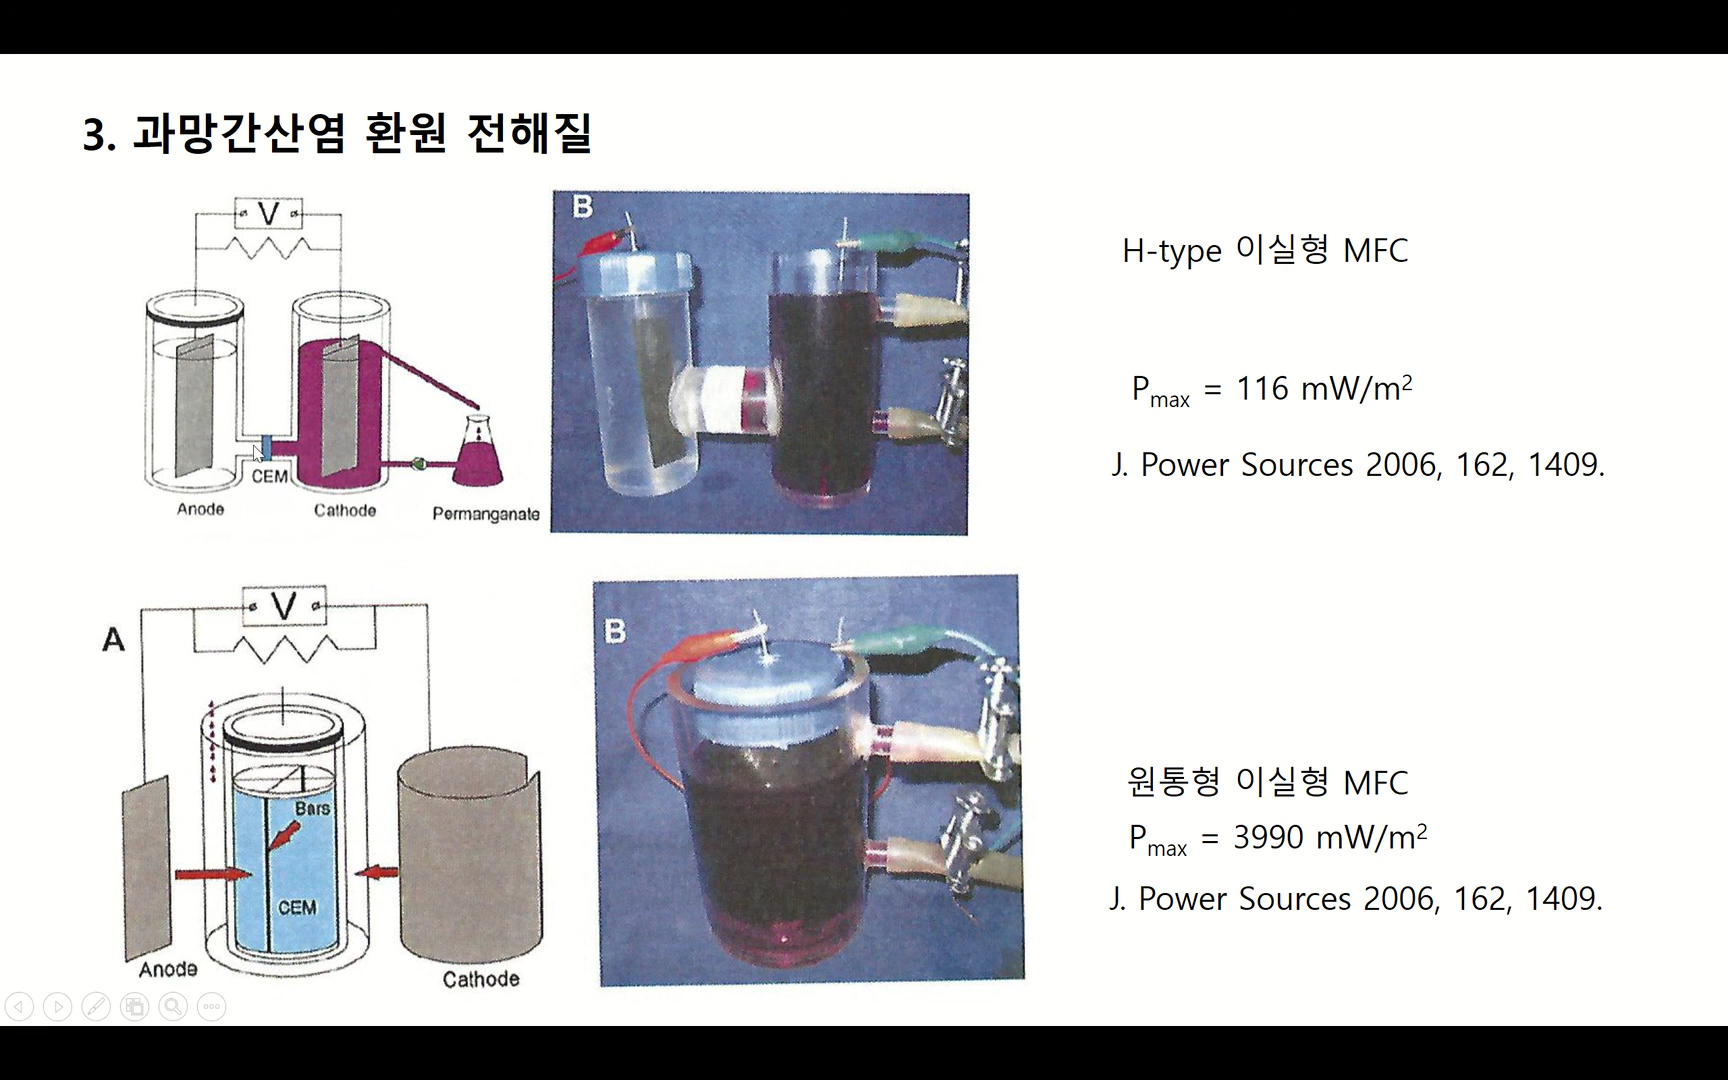 3. 과망간산염 환원 전해질
V
CEM
Anode
Cathode
Permanganate
B
H-type 이실형 MFC
Pmax = 116 mW/m²
J. Power Sources 2006, 162, 1409.
A
V
Bars
CEM
Anode
Cathode
B
원통형 이실형 MFC
Pmax = 3990 mW/m²
J. Power Sources 2006, 162, 1409.